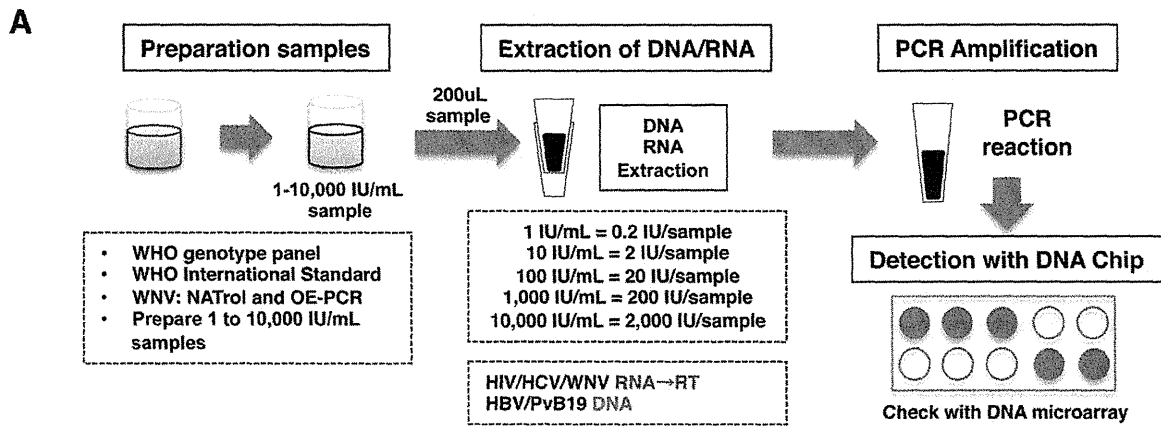 A
Preparation samples
1-10,000 IU/mL
sample
• WHO genotype panel
• WHO International Standard
• WNV: NATrol and OE-PCR
• Prepare 1 to 10,000 IU/mL
samples
200uL
sample
Extraction of DNA/RNA
DNA
RNA
Extraction
1 IU/mL = 0.2 IU/sample
10 IU/mL = 2 IU/sample
100 IU/mL = 20 IU/sample
1,000 IU/mL = 200 IU/sample
10,000 IU/mL = 2,000 IU/sample
HIV/HCV/WNV RNA→RT
HBV/PvB19 DNA
PCR Amplification
PCR
reaction
Detection with DNA Chip
Check with DNA microarray